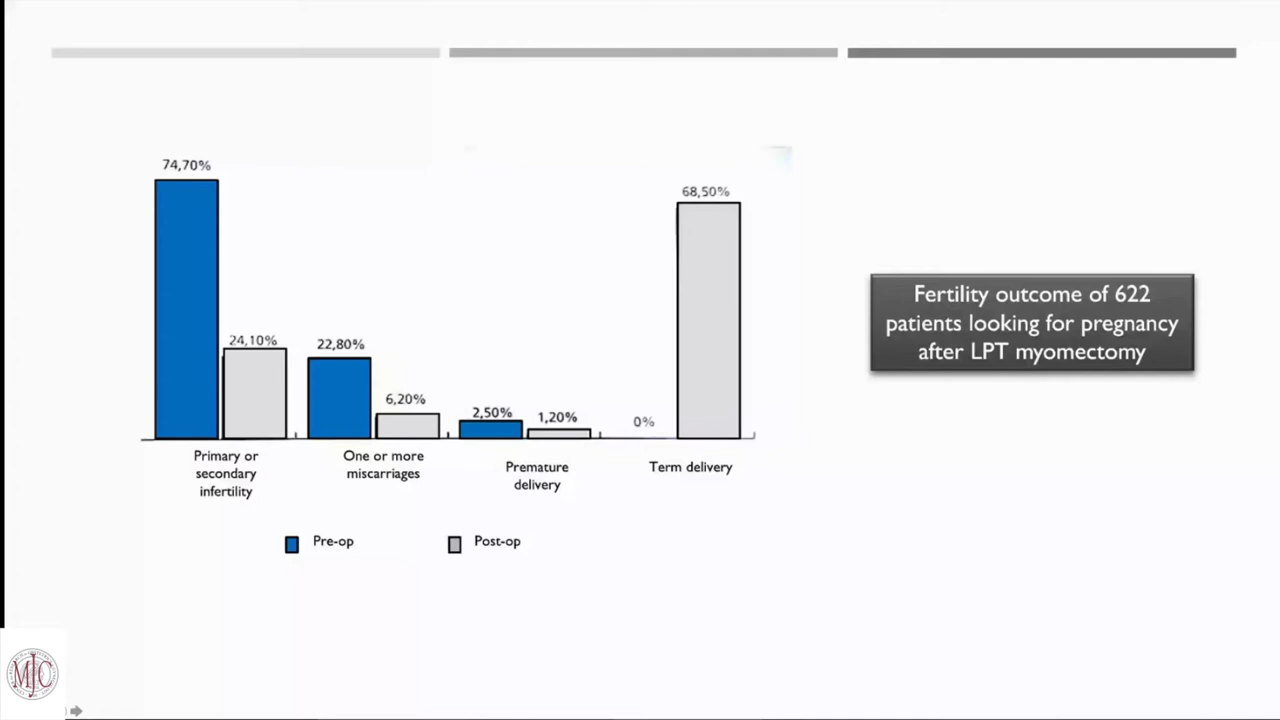 74,70%
24,10%
22,80%
6,20%
2,50%
1,20%
0%
68,50%
Primary or
secondary
infertility
One or more
miscarriages
Premature
delivery
Term delivery
Pre-op
Post-op
Fertility outcome of 622
patients looking for pregnancy
after LPT myomectomy
MJC